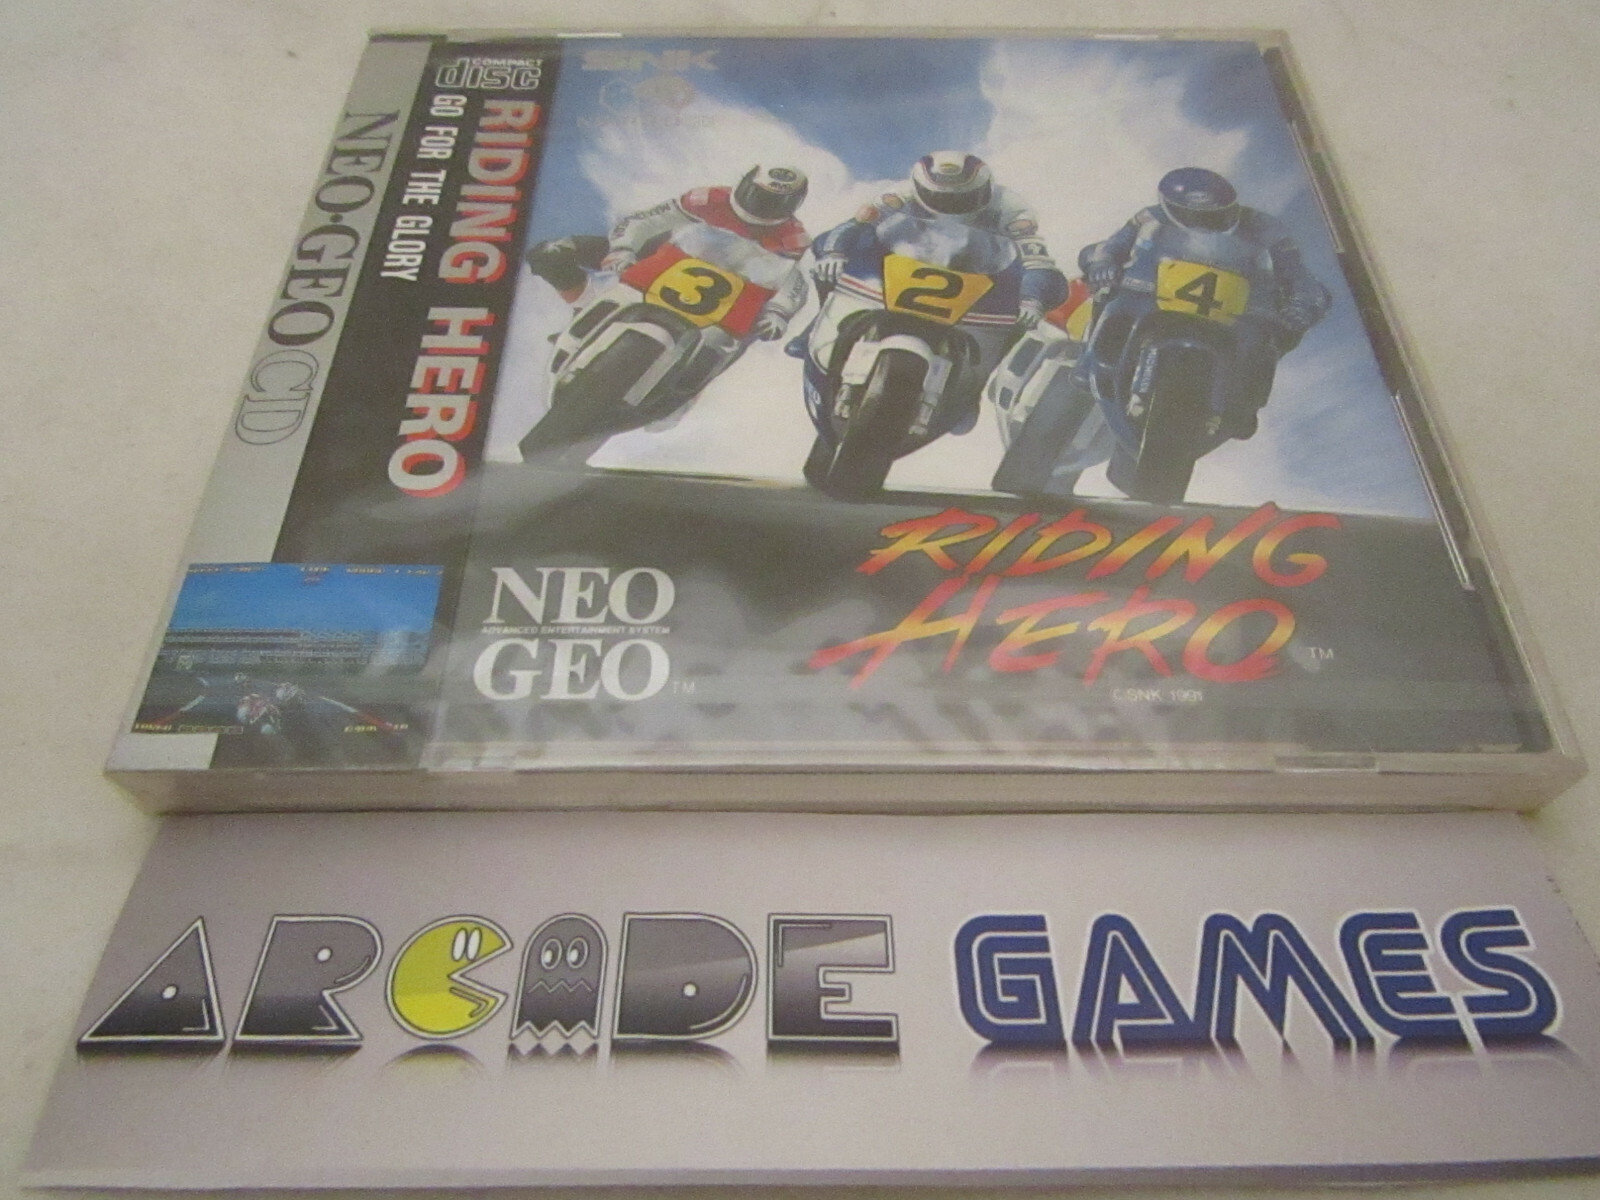 NEO·GEO CD
COMPACT
disc
RIDING HERO
GO FOR THE GLORY
SNK
3
2
4
RIDING
HERO
TM
©SNK 1991
NEO
ADVANCED ENTERTAINMENT SYSTEM
GEO
TM
ARCADE GAMES